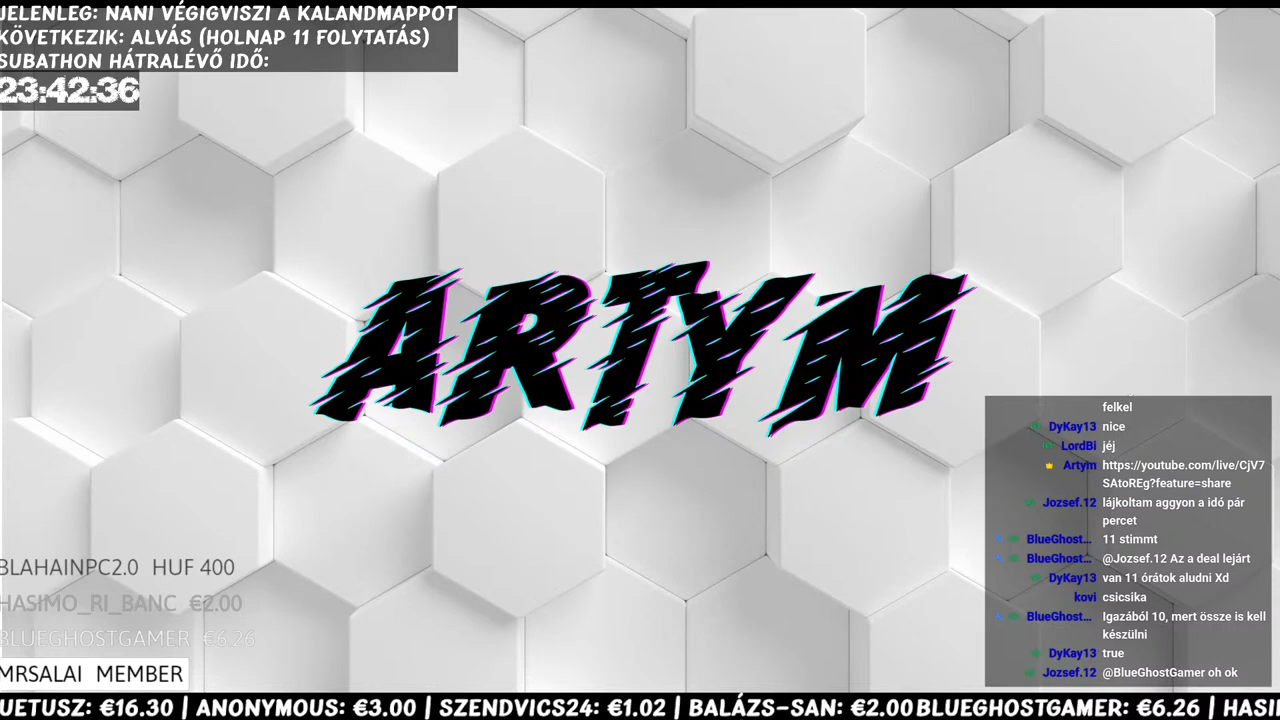 JELENLEG: NANI VÉGIGVISZI A KALANDMAPPOT
KÖVETKEZIK: ALVÁS (HOLNAP 11 FOLYTATÁS)
SUBATHON HÁTRALÉVŐ IDŐ:
23:42:36
ARTYM
felkel
DyKay13 nice
LordBi jéj
Artym https://youtube.com/live/CjV7
SAtoREg?feature=share
Jozsef.12 lájkoltam aggyon a idó pár
percet
BlueGhost... 11 stimmt
BlueGhost... @Jozsef.12 Az a deal lejárt
DyKay13 van 11 órátok aludni Xd
kovi csicsika
BlueGhost... Igazából 10, mert össze is kell
készülni
DyKay13 true
Jozsef.12 @BlueGhostGamer oh ok
BLAHAINPC2.0 HUF 400
HASIMO_RI_BANC €2.00
BLUEGHOSTGAMER €6.26
MRSALAI MEMBER
UETUSZ: €16.30 | ANONYMOUS: €3.00 | SZENDVICS24: €1.02 | BALÁZS-SAN: €2.00 BLUEGHOSTGAMER: €6.26 | HASI